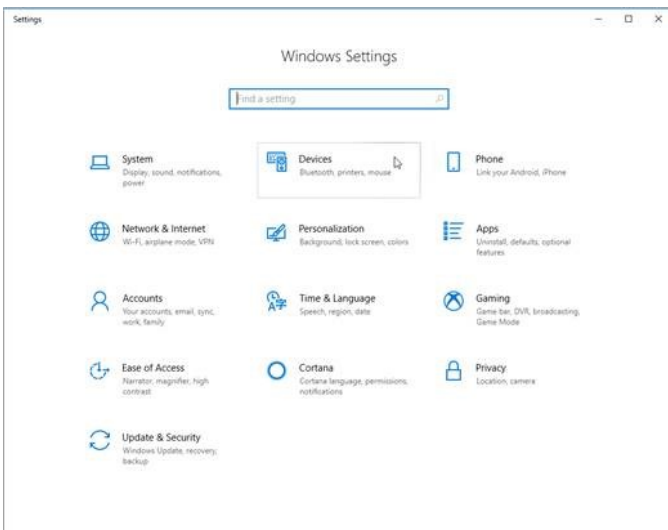 Settings
Windows Settings
Find a setting
System
Display, sound, notifications,
power
Devices
Bluetooth, printers, mouse
Phone
Link your Android, iPhone
Network & Internet
Wi-Fi, airplane mode, VPN
Personalization
Background, lock screen, colors
Apps
Uninstall, defaults, optional
features
Accounts
Your accounts, email, sync,
work, family
Time & Language
Speech, region, date
Gaming
Game bar, DVR, broadcasting,
Game Mode
Ease of Access
Narrator, magnifier, high
contrast
Cortana
Cortana language, permissions,
notifications
Privacy
Location, camera
Update & Security
Windows Update, recovery,
backup